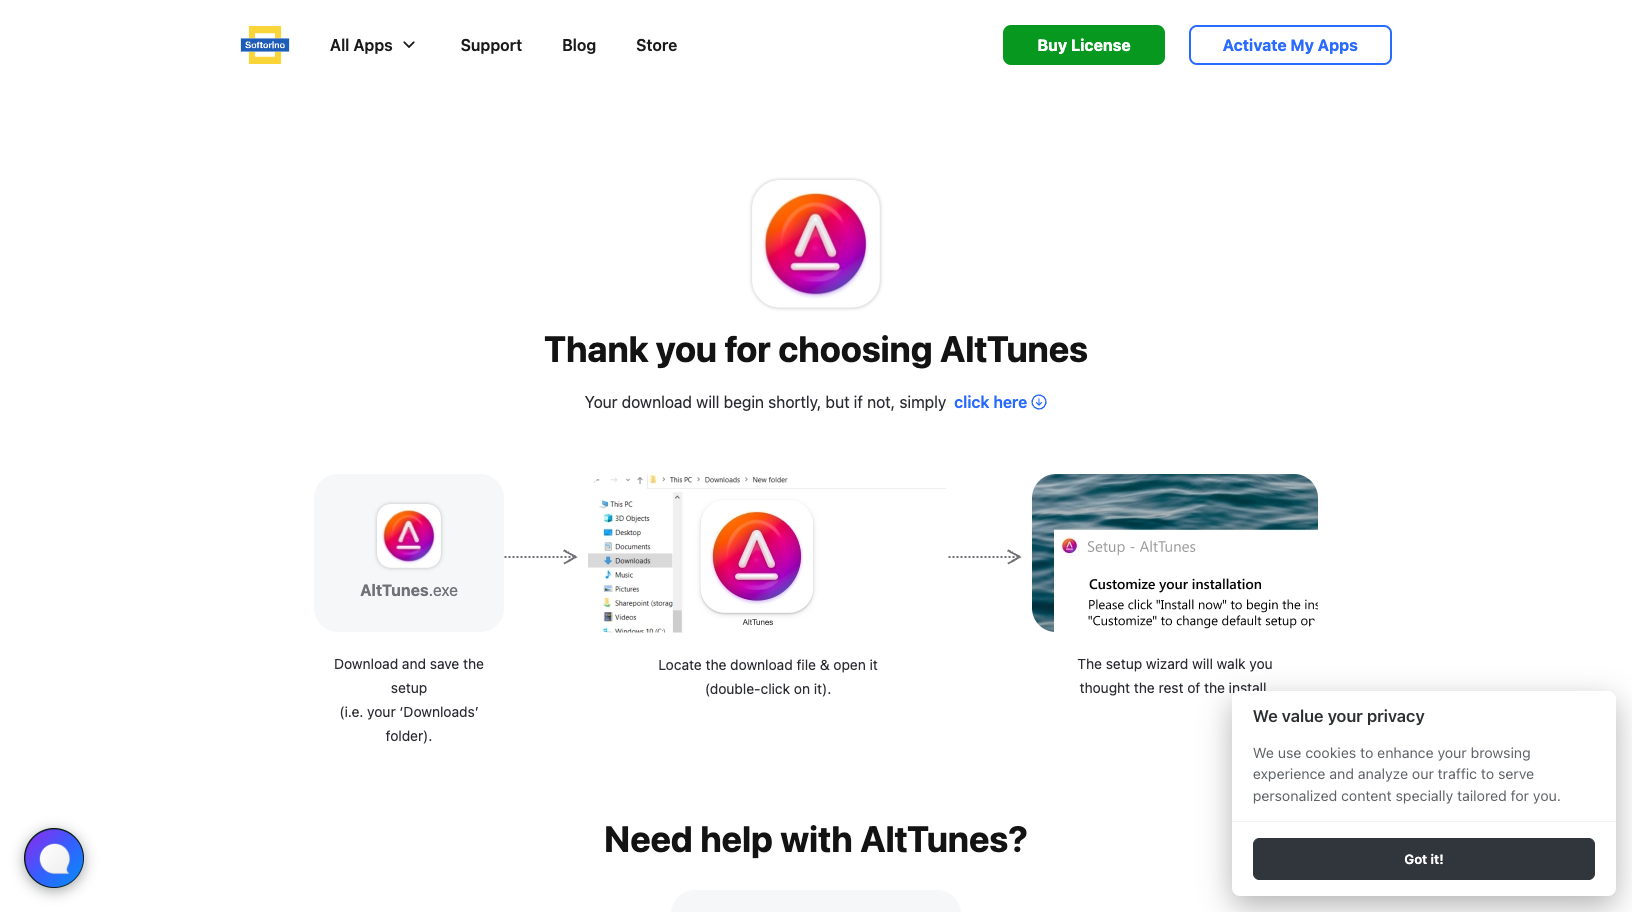 Softorino
All Apps
Support
Blog
Store
Buy License
Activate My Apps
Thank you for choosing AltTunes
Your download will begin shortly, but if not, simply click here
AltTunes.exe
This PC > Downloads > New folder
This PC
3D Objects
Desktop
Documents
Downloads
Music
Pictures
Sharepoint (storag
Videos
Windows 10 (C:)
AltTunes
Setup - AltTunes
Customize your installation
Please click "Install now" to begin the ins
"Customize" to change default setup op
Download and save the
setup
(i.e. your ‘Downloads’
folder).
Locate the download file & open it
(double-click on it).
The setup wizard will walk you
thought the rest of the install
We value your privacy
We use cookies to enhance your browsing
experience and analyze our traffic to serve
personalized content specially tailored for you.
Got it!
Need help with AltTunes?